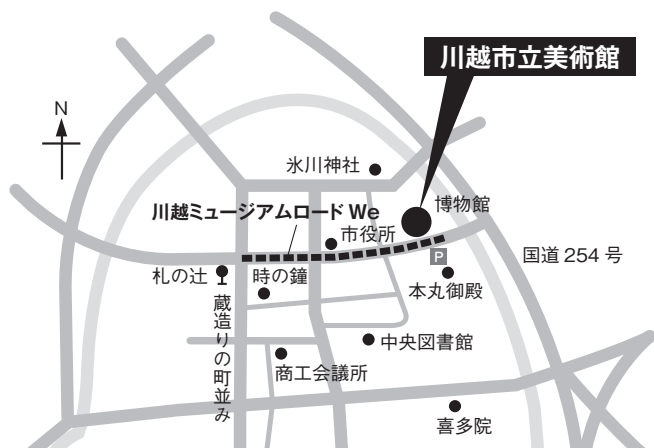 川越市立美術館
N
氷川神社
博物館
川越ミュージアムロード We
市役所
国道 254 号
P
札の辻
時の鐘
本丸御殿
蔵造りの町並み
中央図書館
商工会議所
喜多院